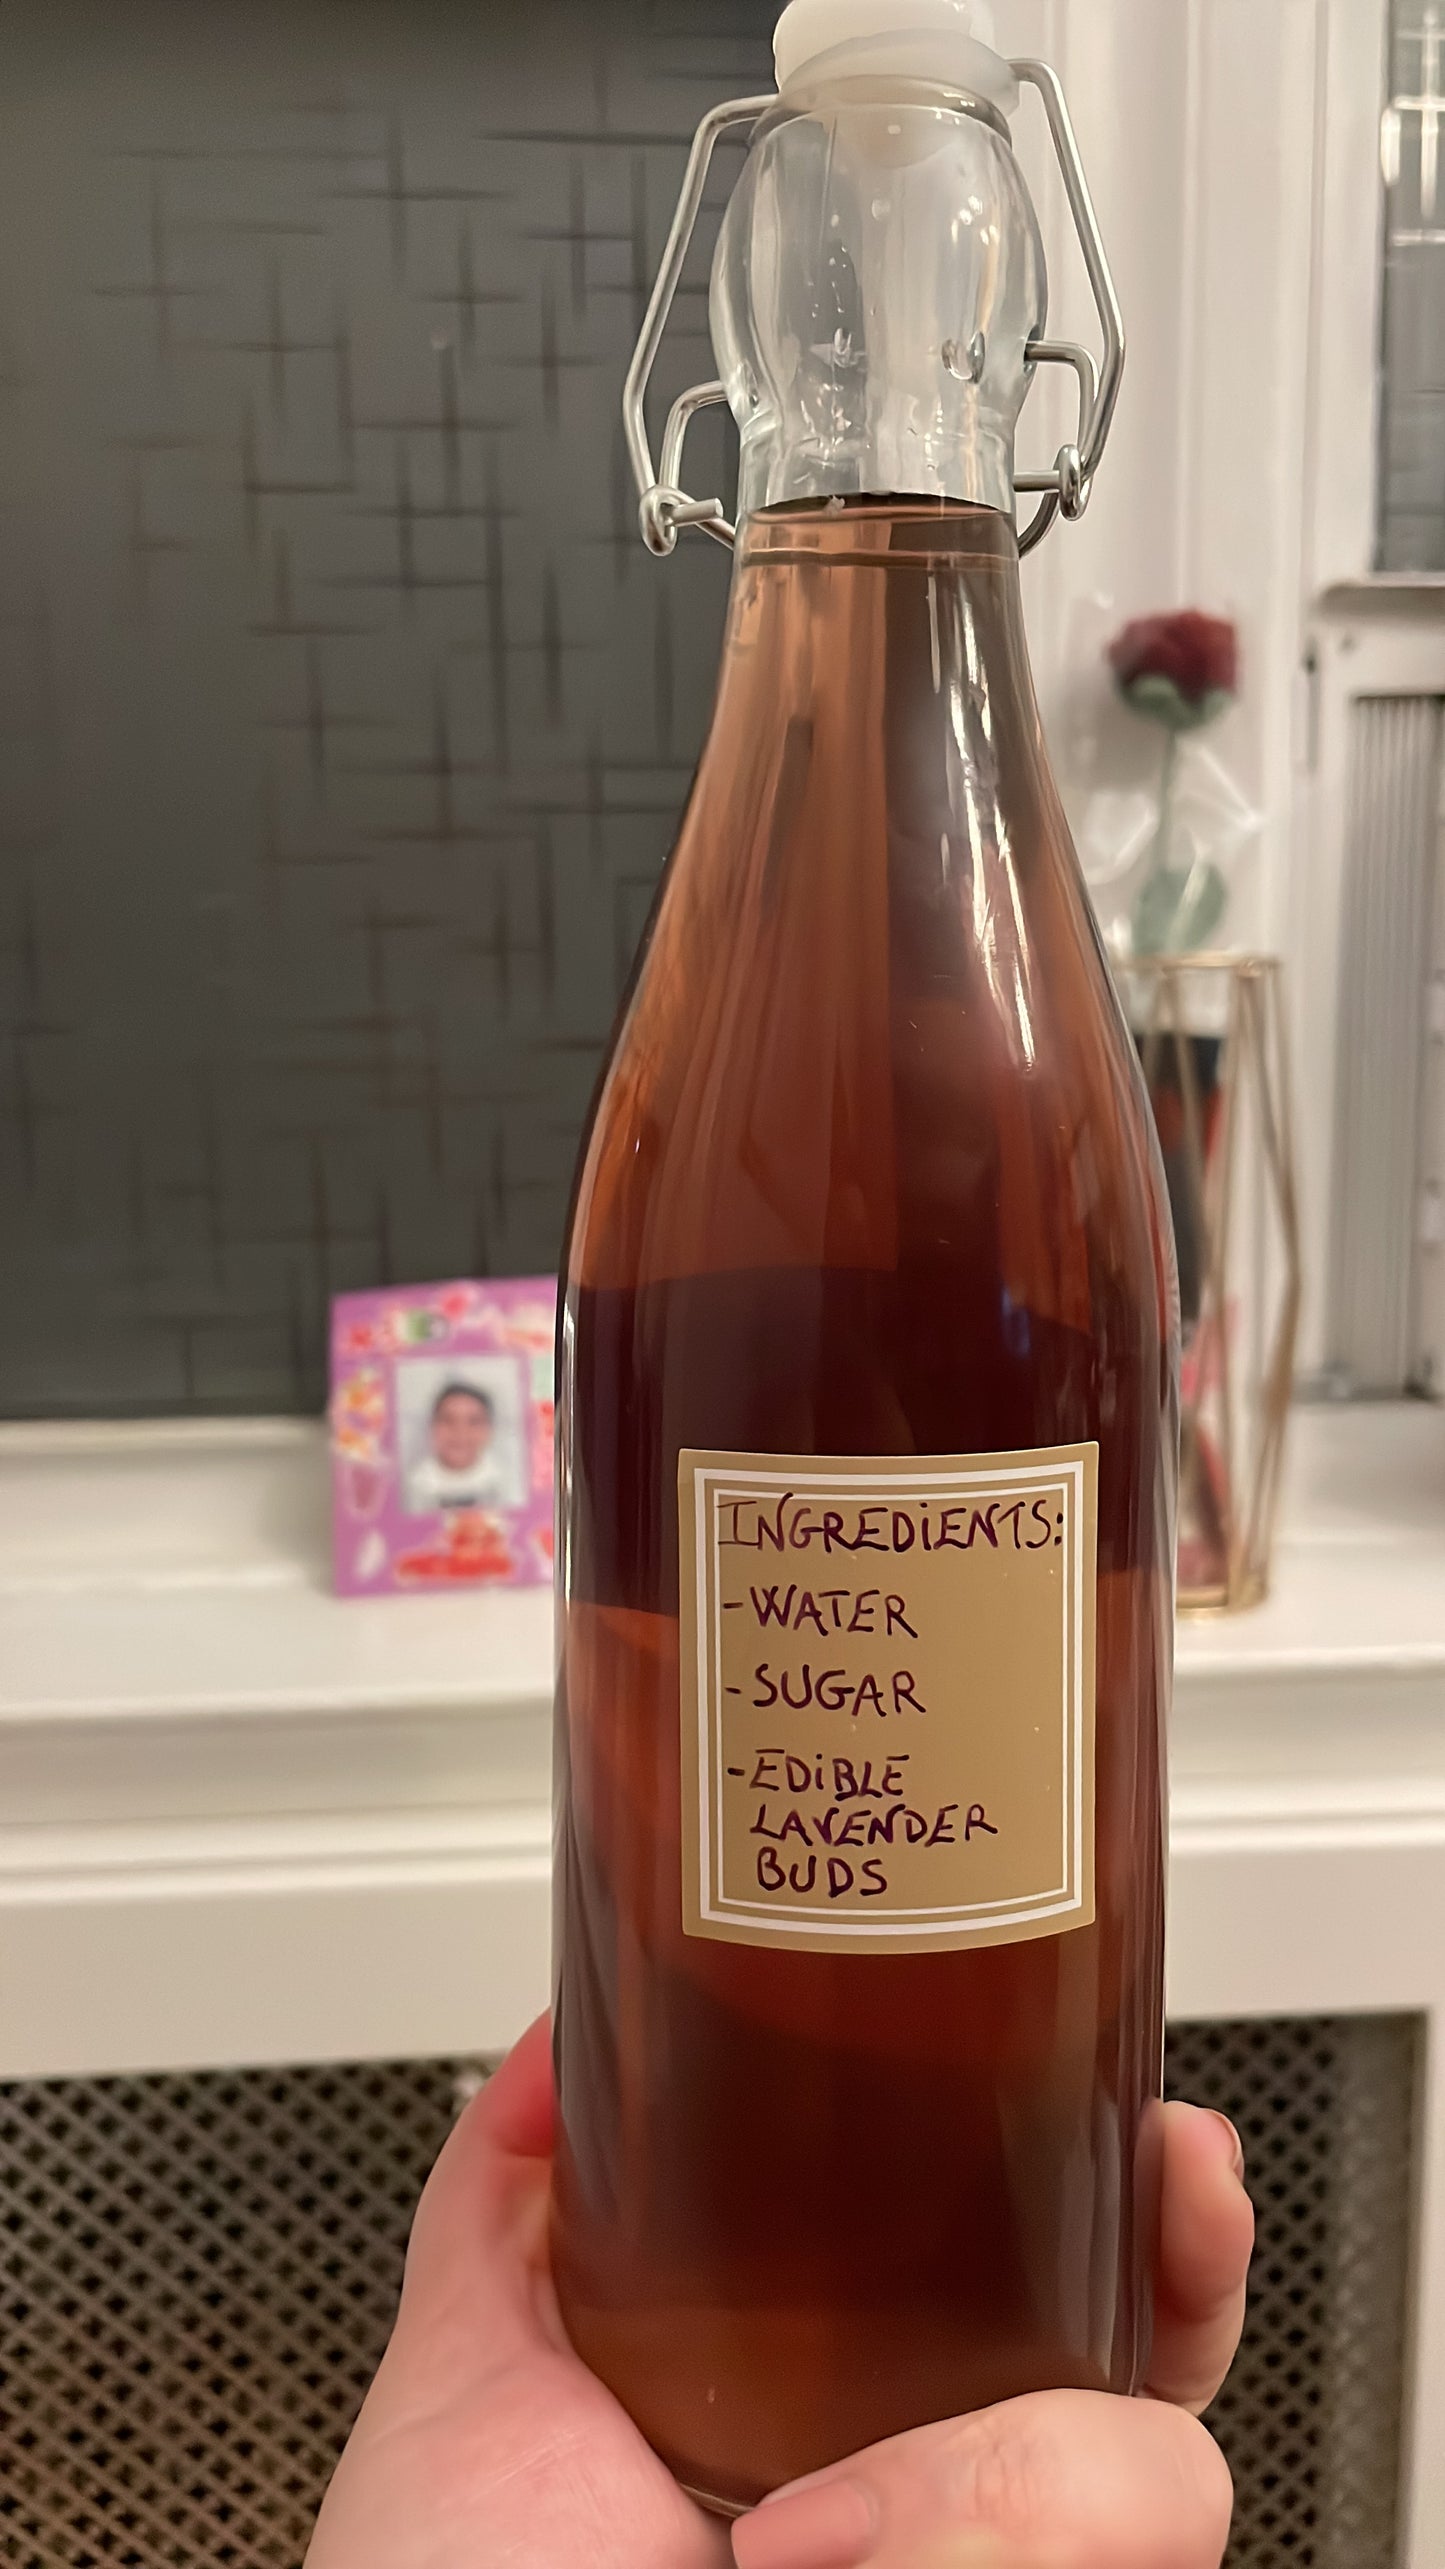 INGREDIENTS:
-WATER
-SUGAR
-EDiBLE
LAVENDER
BUDS